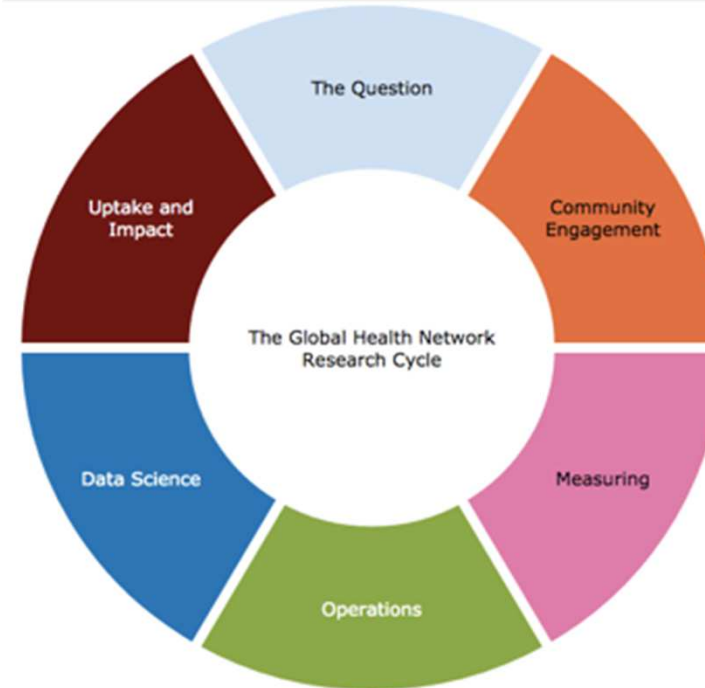 The Question
Community
Engagement
Measuring
Operations
Data Science
Uptake and
Impact
The Global Health Network
Research Cycle